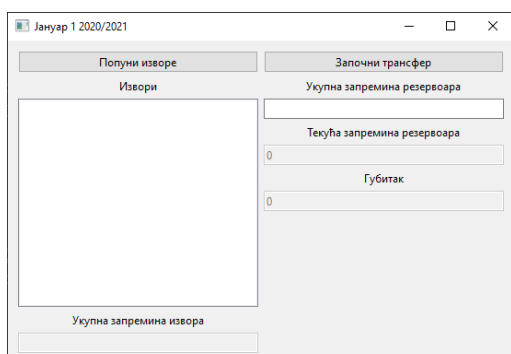 Јануар 1 2020/2021
Попуни изворе
Започни трансфер
Извори
Укупна запремина резервоара
Текућа запремина резервоара
0
Губитак
0
Укупна запремина извора